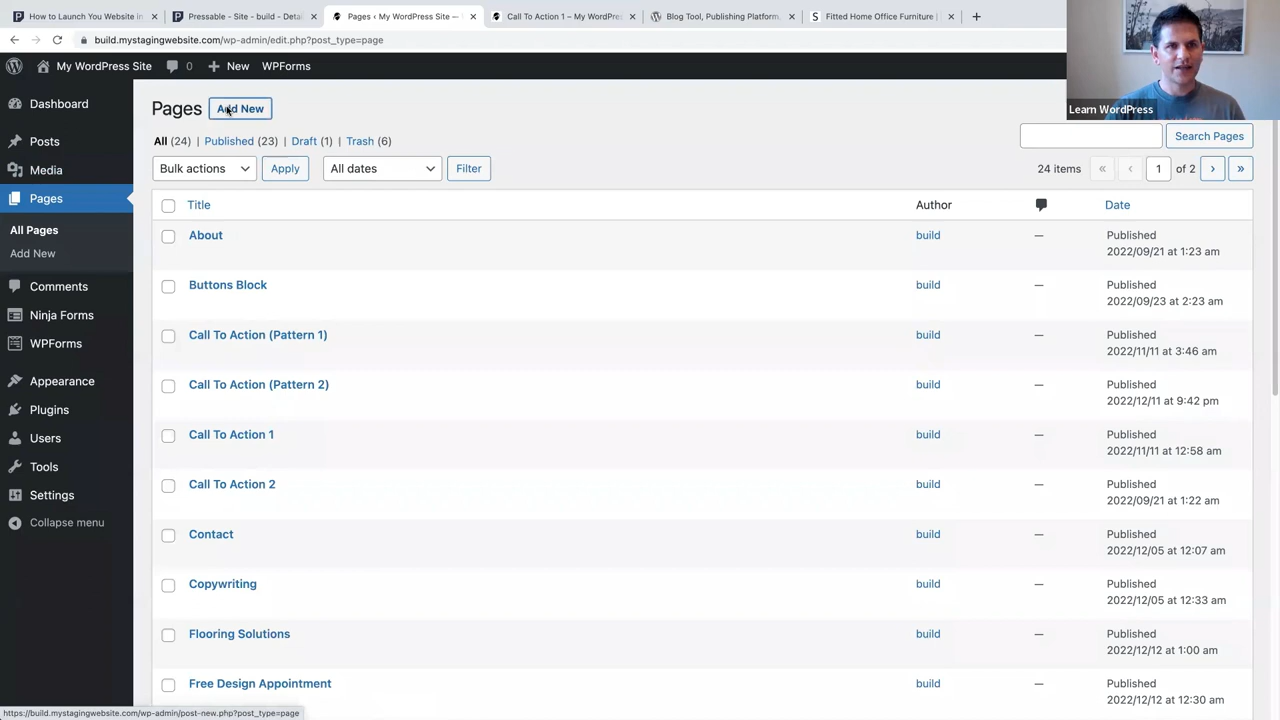 How to Launch You Website in
Pressable - Site - build - Detai
Pages ‹ My WordPress Site —
Call To Action 1 – My WordPres
Blog Tool, Publishing Platform,
Fitted Home Office Furniture |
build.mystagingwebsite.com/wp-admin/edit.php?post_type=page
My WordPress Site
0
New
WPForms
Learn WordPress
Dashboard
Posts
Media
Pages
All Pages
Add New
Comments
Ninja Forms
WPForms
Appearance
Plugins
Users
Tools
Settings
Collapse menu
Pages Add New
All (24) | Published (23) | Draft (1) | Trash (6)
Search Pages
Bulk actions Apply All dates Filter
24 items « ‹ 1 of 2 › »
Title Author Date
About build — Published
2022/09/21 at 1:23 am
Buttons Block build — Published
2022/09/23 at 2:23 am
Call To Action (Pattern 1) build — Published
2022/11/11 at 3:46 am
Call To Action (Pattern 2) build — Published
2022/12/11 at 9:42 pm
Call To Action 1 build — Published
2022/11/11 at 12:58 am
Call To Action 2 build — Published
2022/09/21 at 1:22 am
Contact build — Published
2022/12/05 at 12:07 am
Copywriting build — Published
2022/12/05 at 12:33 am
Flooring Solutions build — Published
2022/12/12 at 1:00 am
Free Design Appointment build — Published
2022/12/12 at 12:30 am
https://build.mystagingwebsite.com/wp-admin/post-new.php?post_type=page